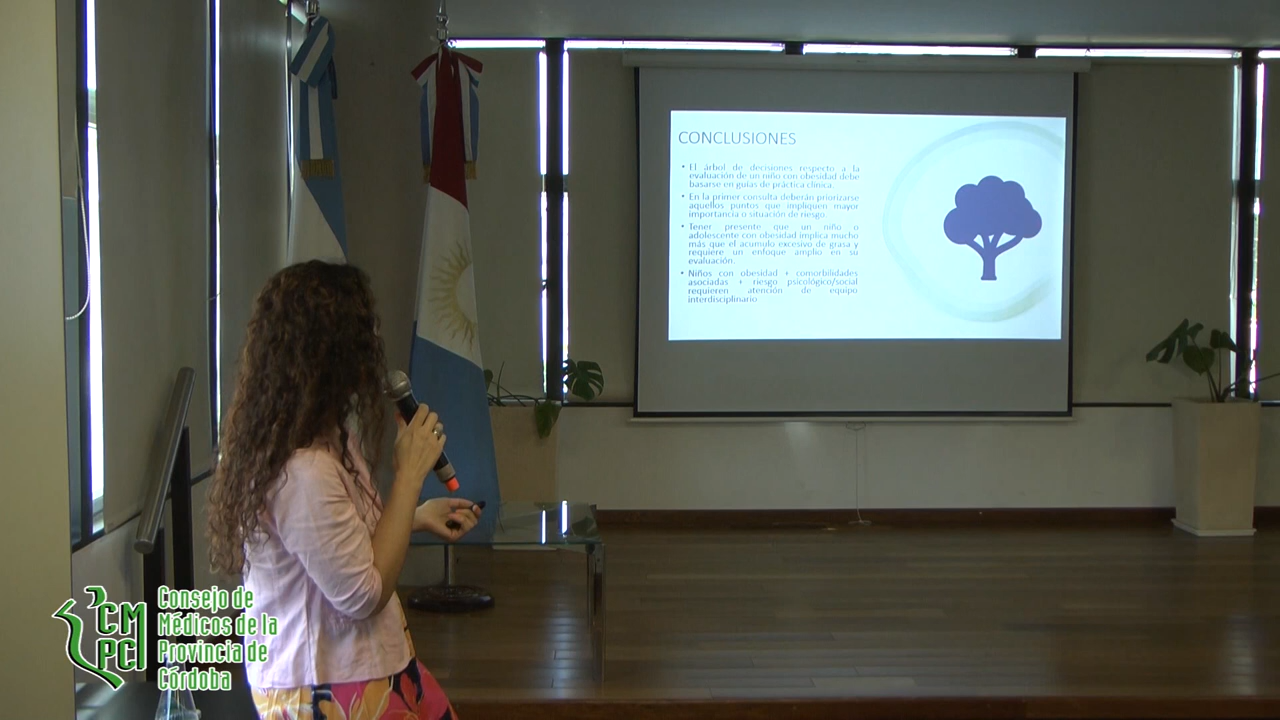 CONCLUSIONES
• El árbol de decisiones respecto a la
evaluación de un niño con obesidad debe
basarse en guías de práctica clínica.
• En la primer consulta deberán priorizarse
aquellos puntos que impliquen mayor
importancia o situación de riesgo.
• Tener presente que un niño o
adolescente con obesidad implica mucho
más que el acumulo excesivo de grasa y
requiere un enfoque amplio en su
evaluación.
• Niños con obesidad + comorbilidades
asociadas + riesgo psicológico/social
requieren atención de equipo
interdisciplinario
CM
PC
Consejo de
Médicos de la
Provincia de
Córdoba